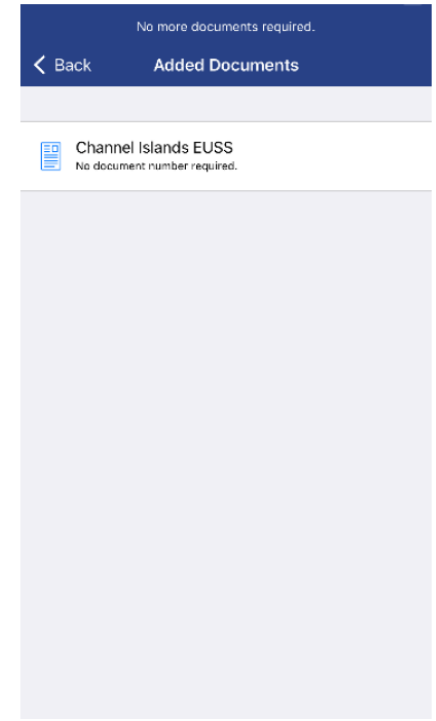 No more documents required.
Back
Added Documents
Channel Islands EUSS
No document number required.